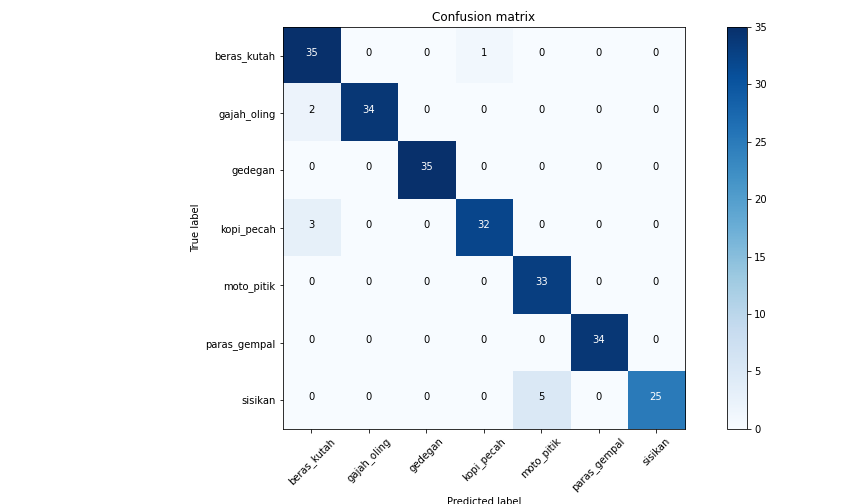 Confusion matrix
beras_kutah 35 0 0 1 0 0 0
gajah_oling 2 34 0 0 0 0 0
gedegan 0 0 35 0 0 0 0
kopi_pecah 3 0 0 32 0 0 0
moto_pitik 0 0 0 0 33 0 0
paras_gempal 0 0 0 0 0 34 0
sisikan 0 0 0 0 5 0 25
True label
beras_kutah gajah_oling gedegan kopi_pecah moto_pitik paras_gempal sisikan
Predicted label
35
30
25
20
15
10
5
0